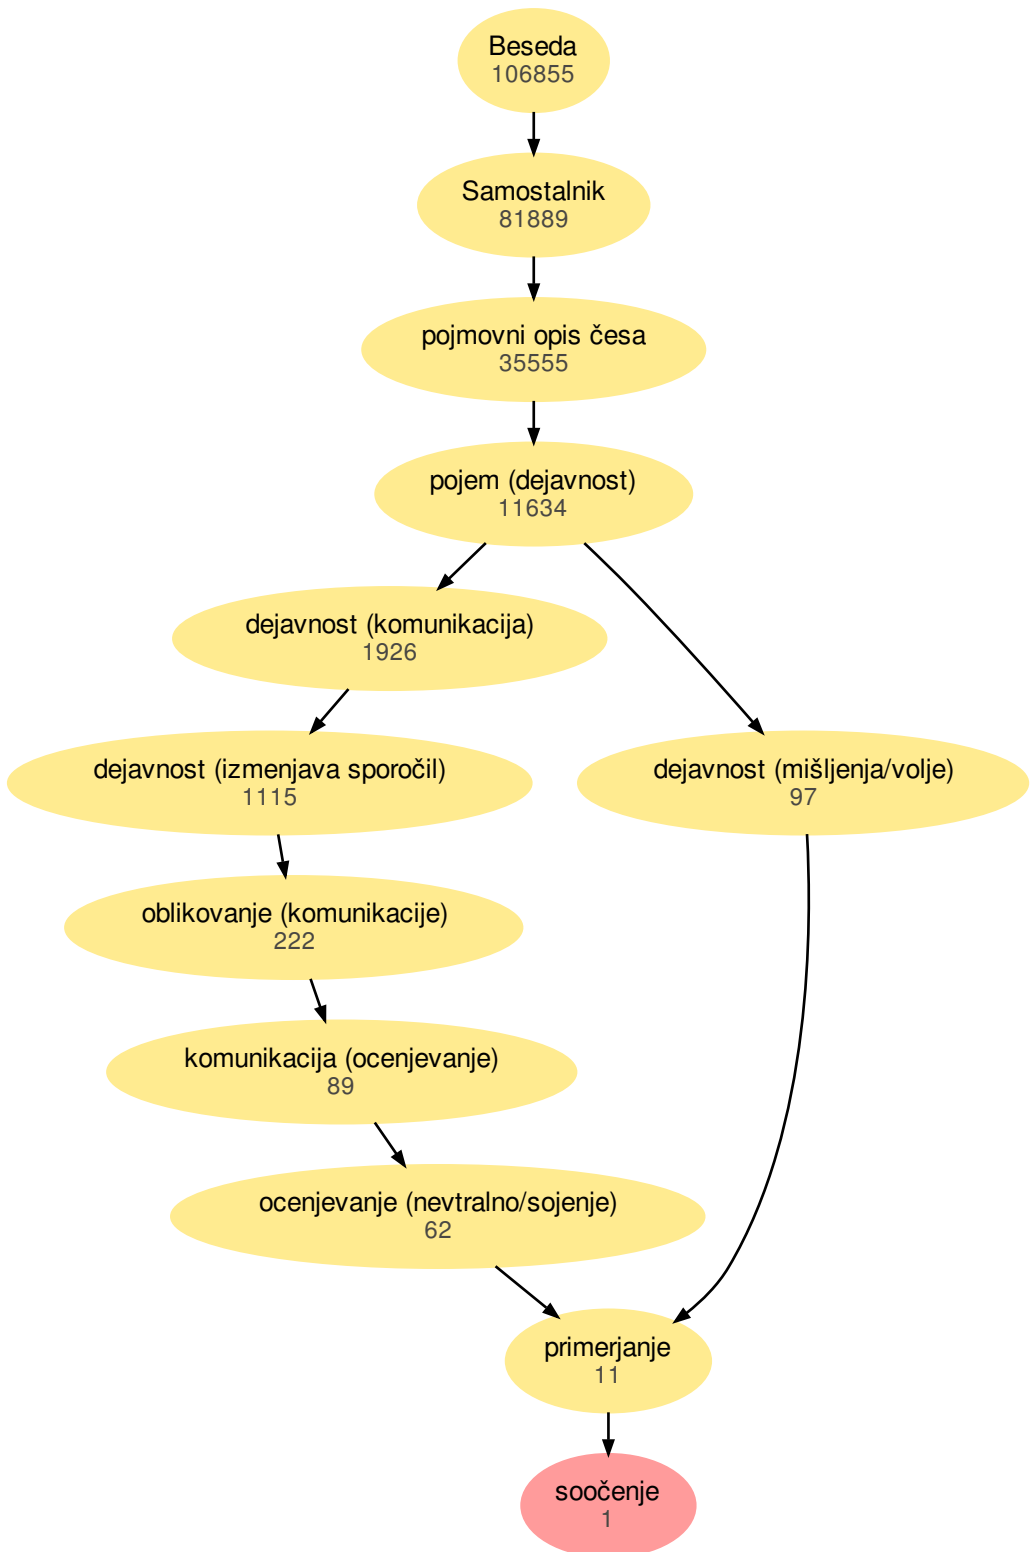 Beseda
106855
Samostalnik
81889
pojmovni opis česa
35555
pojem (dejavnost)
11634
dejavnost (komunikacija)
1926
dejavnost (izmenjava sporočil)
1115
dejavnost (mišljenja/volje)
97
oblikovanje (komunikacije)
222
komunikacija (ocenjevanje)
89
ocenjevanje (nevtralno/sojenje)
62
primerjanje
11
soočenje
1